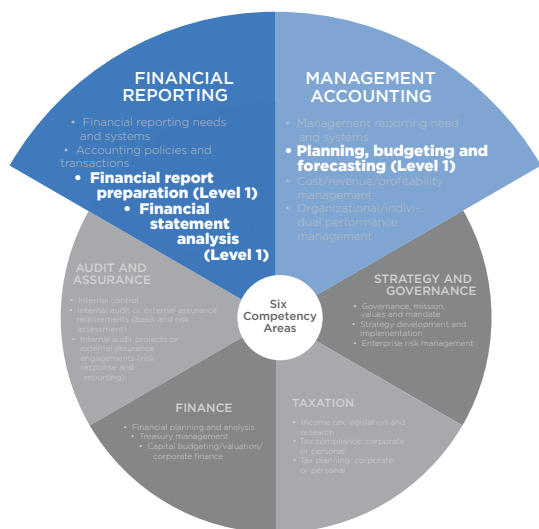 FINANCIAL
REPORTING
• Financial reporting needs
and systems
• Accounting policies and
transactions
• Financial report
preparation (Level 1)
• Financial
statement
analysis
(Level 1)
MANAGEMENT
ACCOUNTING
• Management reporting need
and systems
• Planning, budgeting and
forecasting (Level 1)
• Cost/revenue/profitability
management
• Organizational/indivi-
dual performance
management
AUDIT AND
ASSURANCE
• Internal control
• Internal audit or external assurance
requirements (basis and risk
assessment)
• Internal audit projects or
external assurance
engagements (risk
response and
reporting)
Six
Competency
Areas
STRATEGY AND
GOVERNANCE
• Governance, mission,
values and mandate
• Strategy development and
implementation
• Enterprise risk management
FINANCE
• Financial planning and analysis
• Treasury management
• Capital budgeting/valuation/
corporate finance
TAXATION
• Income tax legislation and
research
• Tax compliance: corporate
or personal
• Tax planning: corporate
or personal